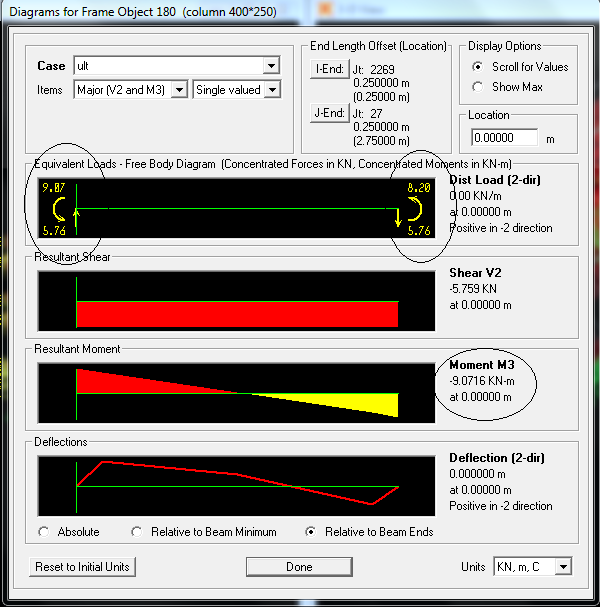 Diagrams for Frame Object 180 (column 400*250)
Case ult
Items Major (V2 and M3) Single valued
End Length Offset (Location)
I-End: Jt: 2269
0.250000 m
(0.25000 m)
J-End: Jt: 27
0.250000 m
(2.75000 m)
Display Options
Scroll for Values
Show Max
Location
0.00000 m
Equivalent Loads - Free Body Diagram (Concentrated Forces in KN, Concentrated Moments in KN-m)
9.07 8.20
5.76 5.76
Dist Load (2-dir)
0.00 KN/m
at 0.00000 m
Positive in -2 direction
Resultant Shear
Shear V2
-5.759 KN
at 0.00000 m
Resultant Moment
Moment M3
-9.0716 KN-m
at 0.00000 m
Deflections
Deflection (2-dir)
0.000000 m
at 0.00000 m
Positive in -2 direction
Absolute Relative to Beam Minimum Relative to Beam Ends
Reset to Initial Units Done Units KN, m, C